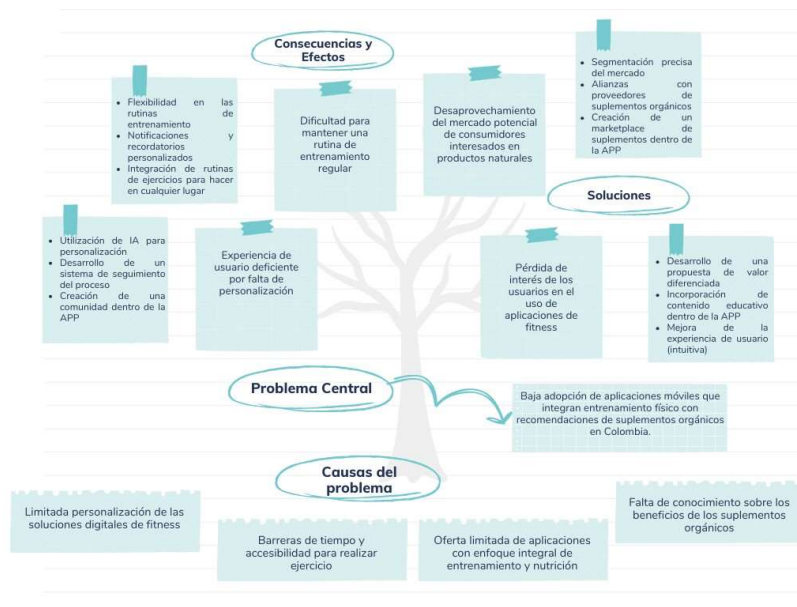 Consecuencias y
Efectos
• Segmentación precisa
del mercado
• Alianzas con
proveedores de
suplementos orgánicos
• Creación de un
marketplace de
suplementos dentro de
la APP
• Flexibilidad en las
rutinas de
entrenamiento
• Notificaciones y
recordatorios
personalizados
• Integración de rutinas
de ejercicios para hacer
en cualquier lugar
Dificultad para
mantener una
rutina de
entrenamiento
regular
Desaprovechamiento
del mercado potencial
de consumidores
interesados en
productos naturales
Soluciones
• Utilización de IA para
personalización
• Desarrollo de un
sistema de seguimiento
del proceso
• Creación de una
comunidad dentro de la
APP
Experiencia de
usuario deficiente
por falta de
personalización
Pérdida de
interés de los
usuarios en el
uso de
aplicaciones de
fitness
• Desarrollo de una
propuesta de valor
diferenciada
• Incorporación de
contenido educativo
dentro de la APP
• Mejora de la
experiencia de usuario
(intuitiva)
Problema Central
Baja adopción de aplicaciones móviles que
integran entrenamiento físico con
recomendaciones de suplementos orgánicos
en Colombia.
Causas del
problema
Limitada personalización de las
soluciones digitales de fitness
Barreras de tiempo y
accesibilidad para realizar
ejercicio
Oferta limitada de aplicaciones
con enfoque integral de
entrenamiento y nutrición
Falta de conocimiento sobre los
beneficios de los suplementos
orgánicos